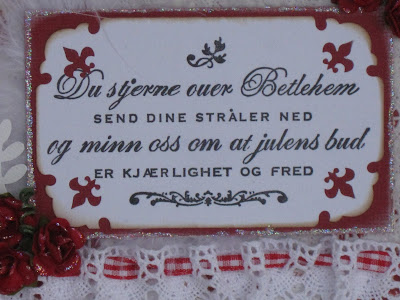 Du stjerne over Betlehem
SEND DINE STRÅLER NED
og minn oss om at julens bud
ER KJÆRLIGHET OG FRED